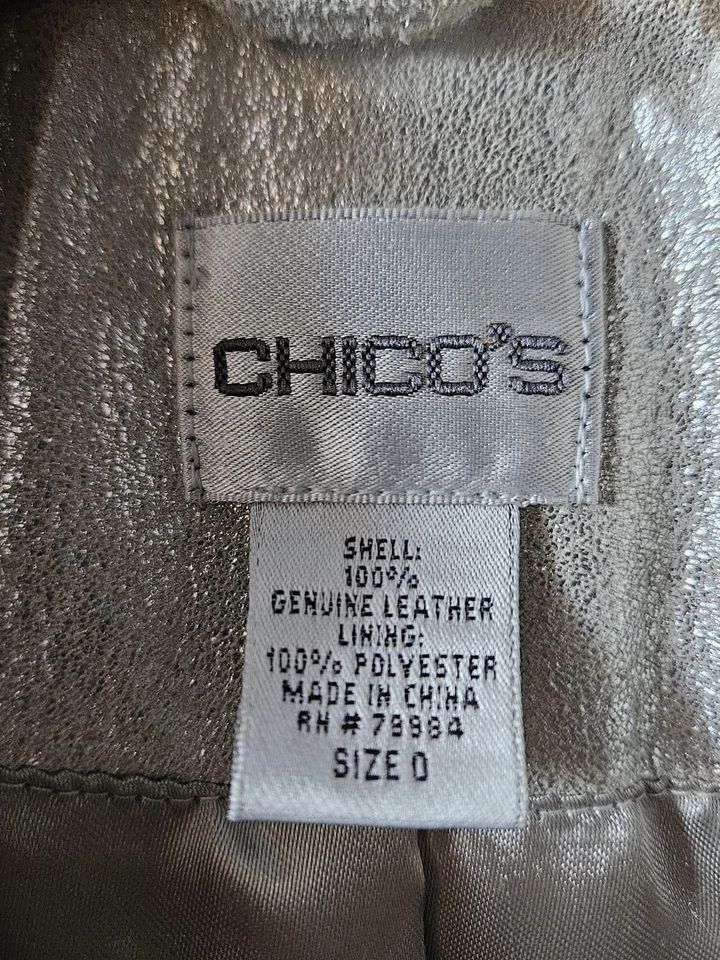 CHICO'S
SHELL:
100%
GENUINE LEATHER
LINING:
100% POLYESTER
MADE IN CHINA
RN # 79984
SIZE 0